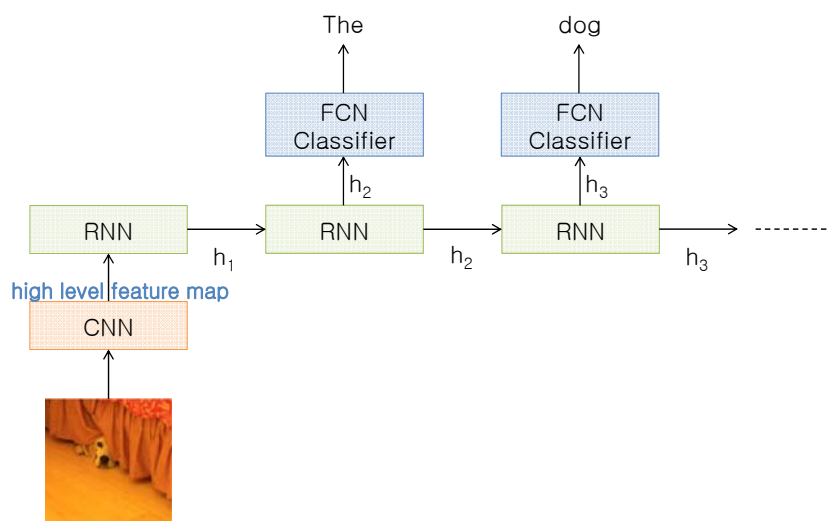 The
dog
FCN
Classifier
FCN
Classifier
h₂
h₃
RNN
RNN
RNN
h₁
h₂
h₃
high level feature map
CNN